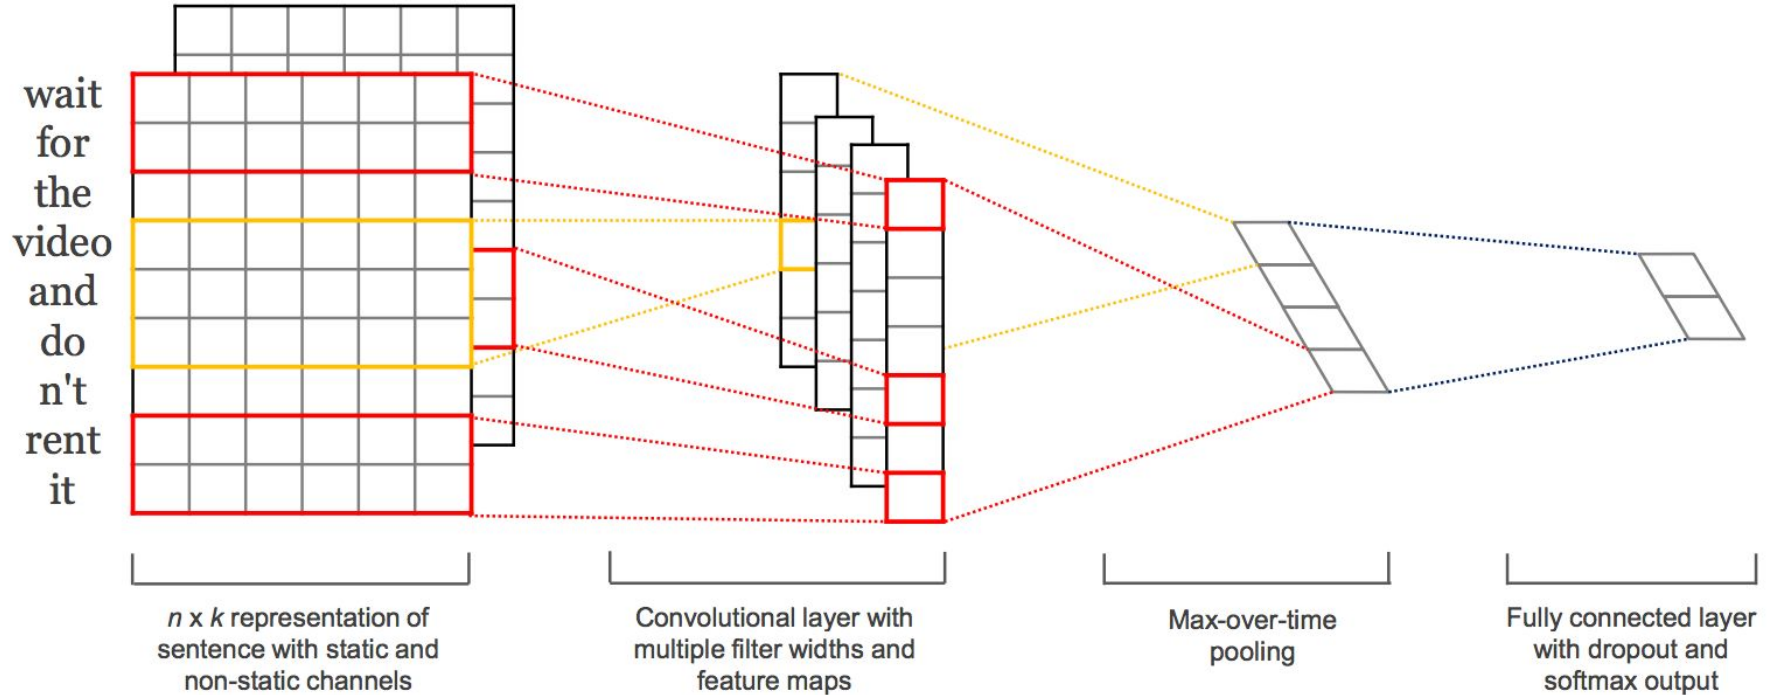 wait
for
the
video
and
do
n't
rent
it
n x k representation of
sentence with static and
non-static channels
Convolutional layer with
multiple filter widths and
feature maps
Max-over-time
pooling
Fully connected layer
with dropout and
softmax output